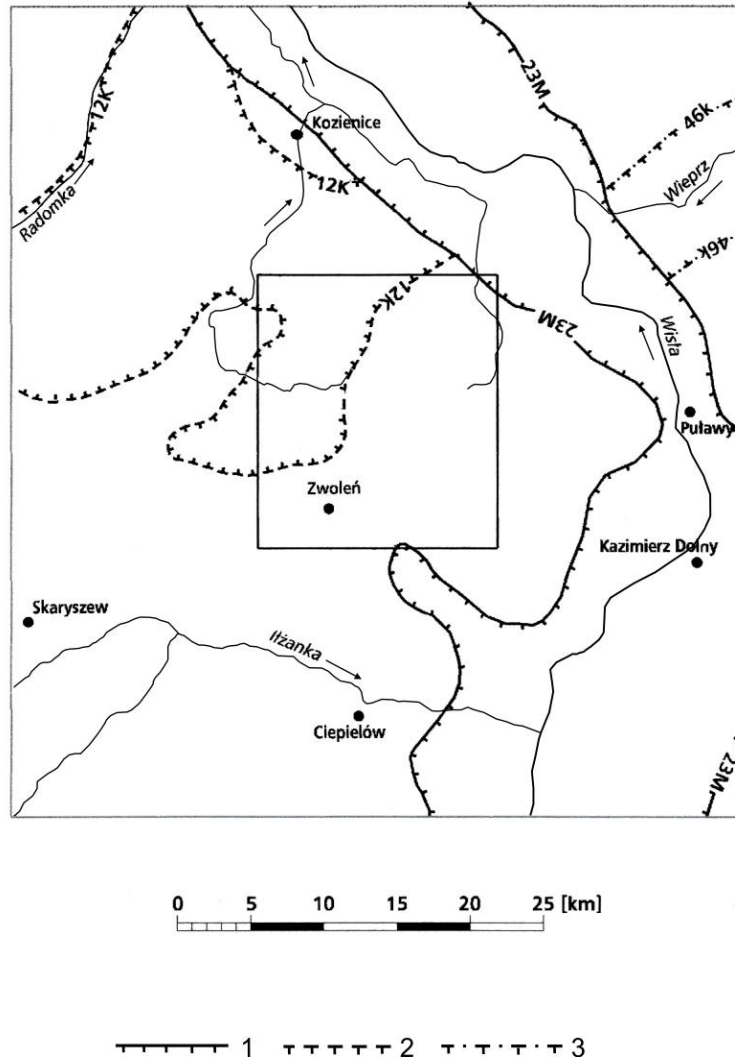 12K
23M
46k
Kozienice
12K
Radomka
Wieprz
46k
12K
23M
Wisła
Puławy
Zwoleń
Kazimierz Dolny
Skaryszew
Iłżanka
Ciepielów
23M
0 5 10 15 20 25 [km]
1 2 3